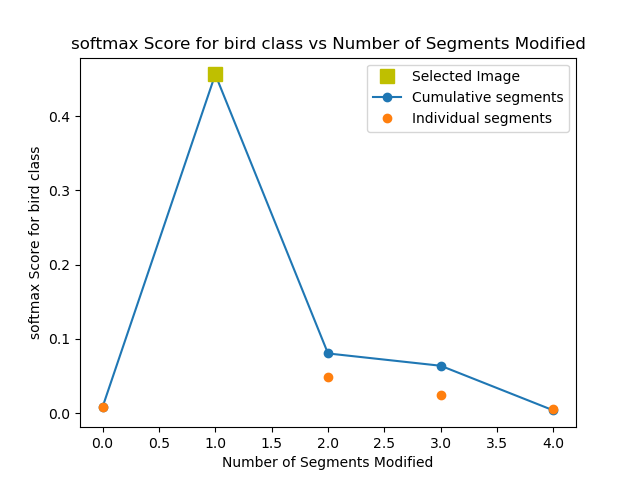 softmax Score for bird class vs Number of Segments Modified
Selected Image
Cumulative segments
Individual segments
softmax Score for bird class
0.4
0.3
0.2
0.1
0.0
0.0 0.5 1.0 1.5 2.0 2.5 3.0 3.5 4.0
Number of Segments Modified